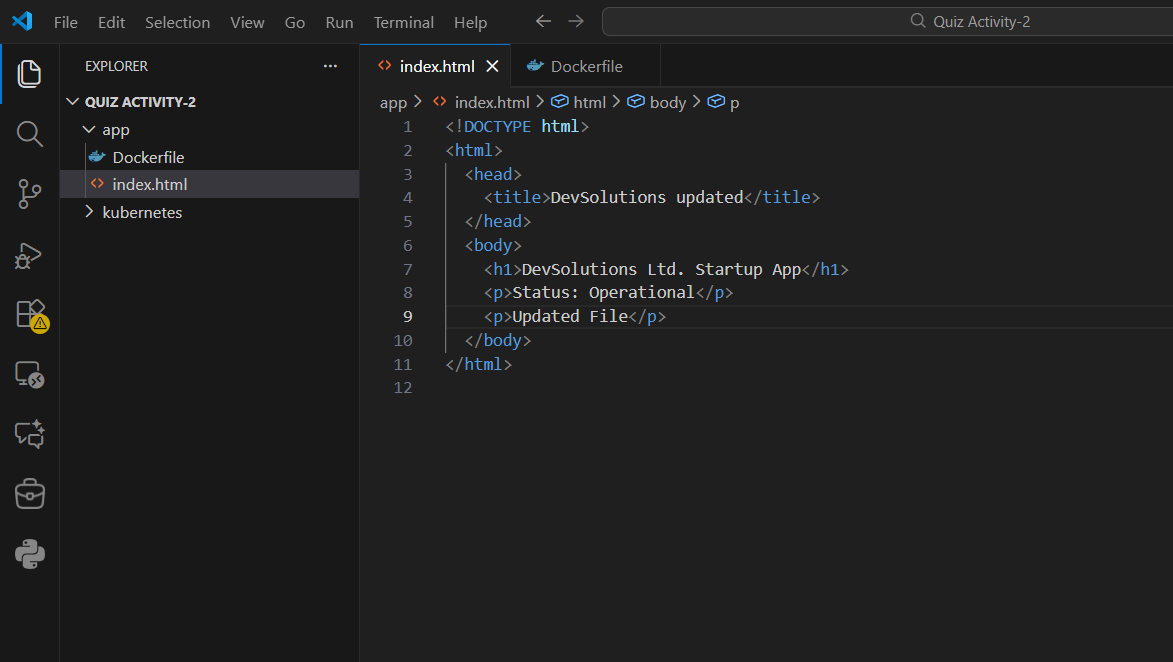 File Edit Selection View Go Run Terminal Help Quiz Activity-2
EXPLORER
QUIZ ACTIVITY-2
app
Dockerfile
index.html
kubernetes
index.html Dockerfile
app > index.html > html > body > p
1 <!DOCTYPE html>
2 <html>
3 <head>
4 <title>DevSolutions updated</title>
5 </head>
6 <body>
7 <h1>DevSolutions Ltd. Startup App</h1>
8 <p>Status: Operational</p>
9 <p>Updated File</p>
10 </body>
11 </html>
12